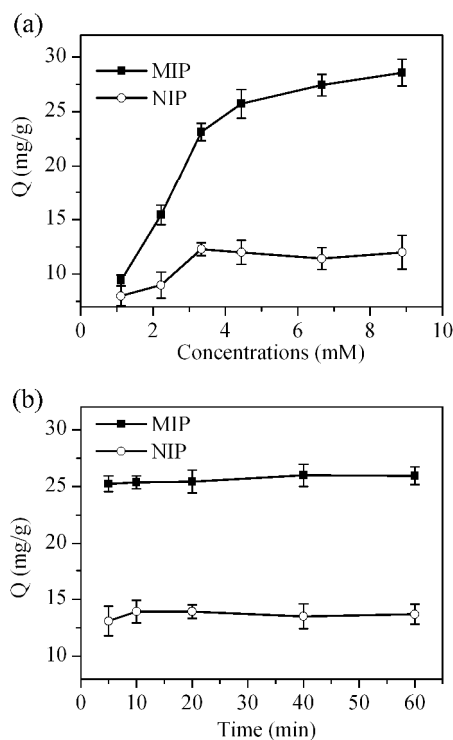 (a)
30
25
20
15
10
Q (mg/g)
MIP
NIP
0 2 4 6 8 10
Concentrations (mM)
(b)
30
25
20
15
10
Q (mg/g)
MIP
NIP
0 10 20 30 40 50 60
Time (min)